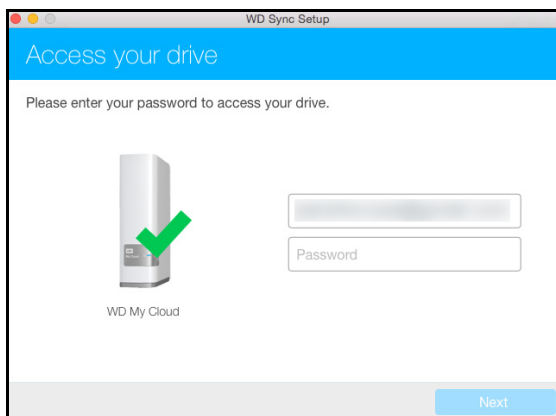 WD Sync Setup
Access your drive
Please enter your password to access your drive.
Password
WD My Cloud
Next